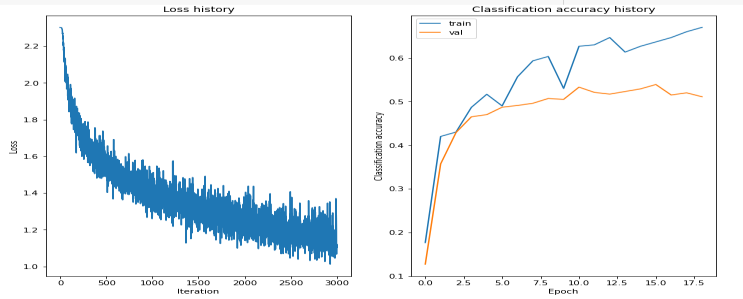 Loss history
2.2
2.0
1.8
1.6
1.4
1.2
1.0
Loss
0 500 1000 1500 2000 2500 3000
Iteration
Classification accuracy history
train
val
0.6
0.5
0.4
0.3
0.2
0.1
Classification accuracy
0.0 2.5 5.0 7.5 10.0 12.5 15.0 17.5
Epoch